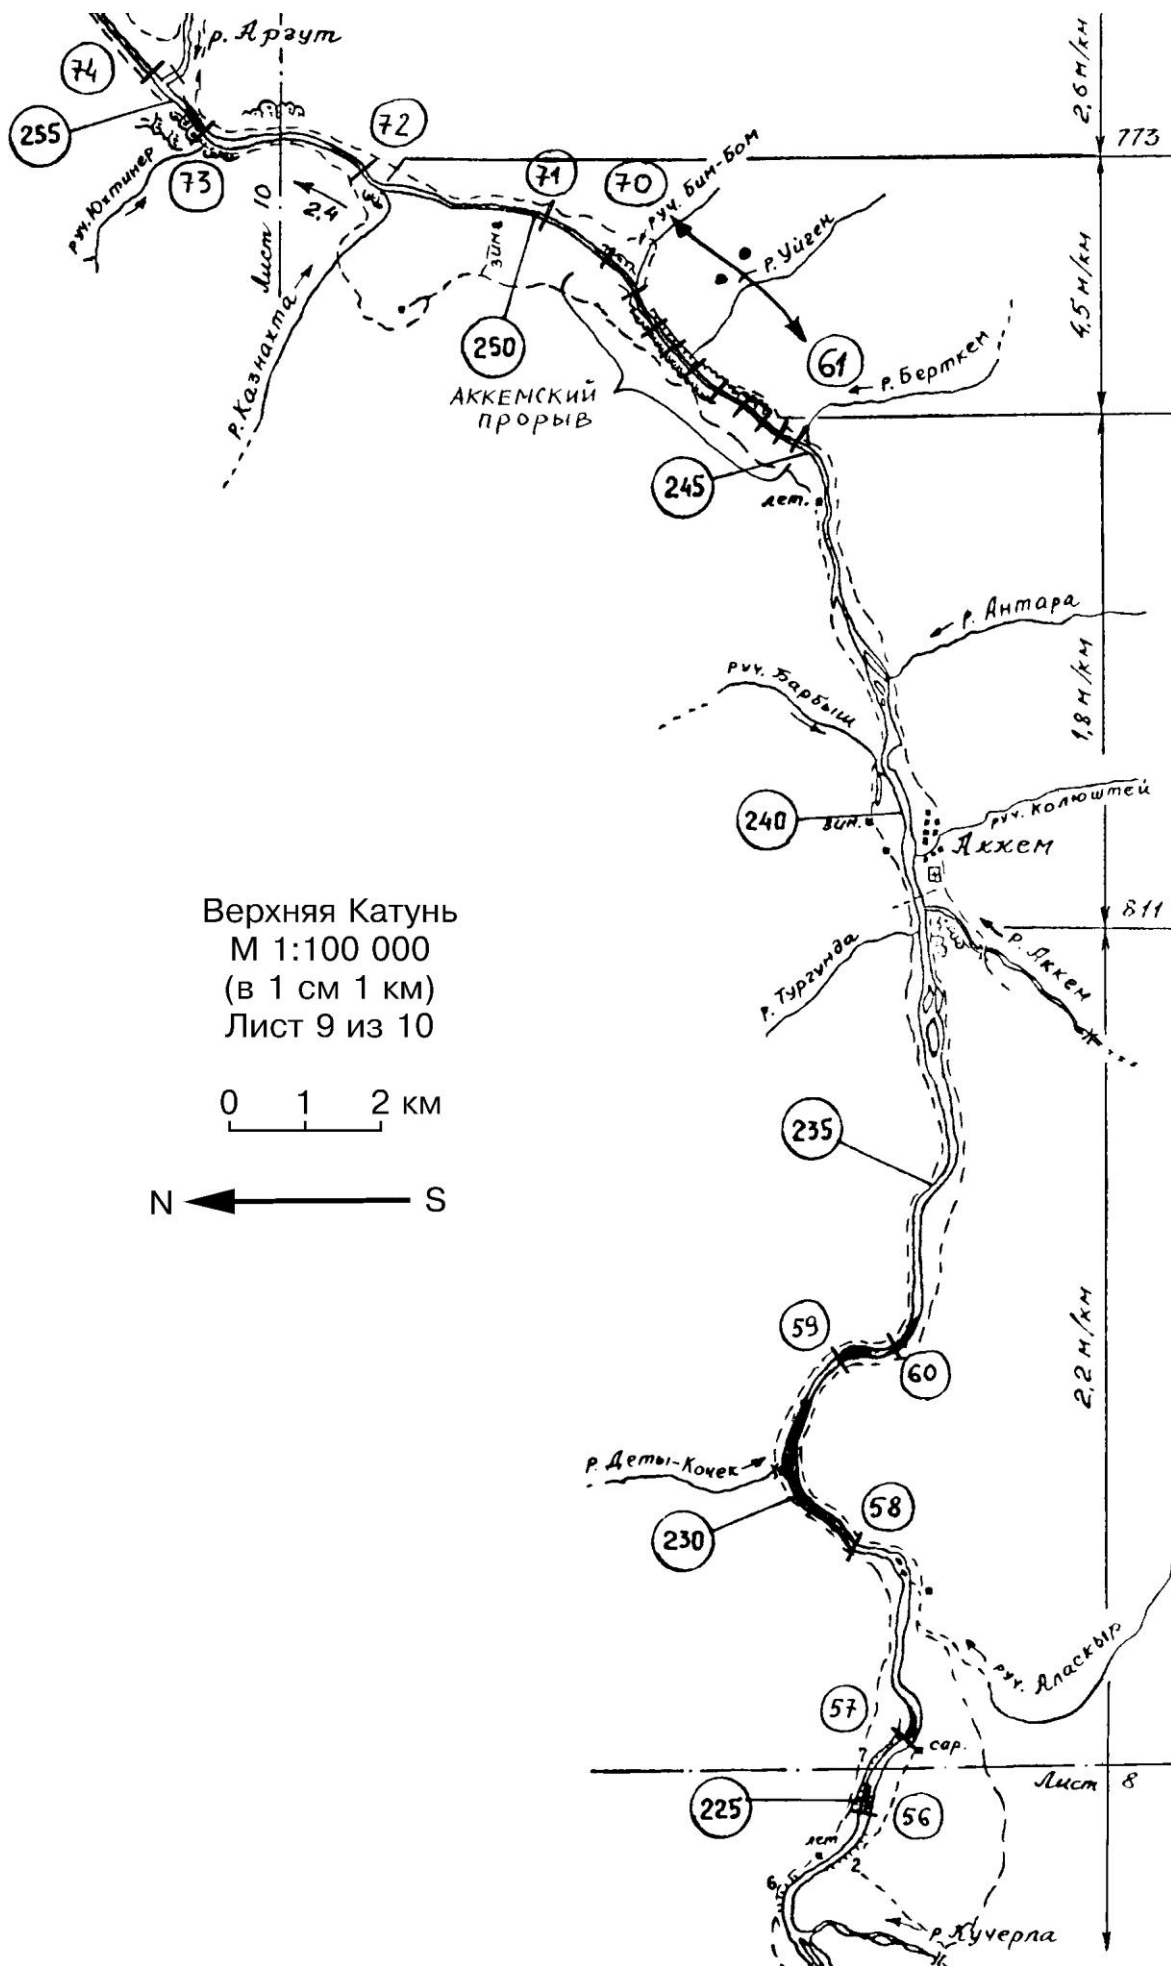 р. Аргут
74
72
2,6 м/км
255
773
73
71
70
руч. Бим-Бом
руч. Юхтинер
Лист 10
2,4
зим.
р. Уйген
4,5 м/км
р. Казнахта
250
61
р. Берткем
АККЕМСКИЙ
ПРОРЫВ
245
лет.
р. Антара
руч. Барбыш
1,8 м/км
240
зим.
руч. Колюштей
Аккем
Верхняя Катунь
М 1:100 000
(в 1 см 1 км)
Лист 9 из 10
811
р. Тургунда
р. Аккем
0 1 2 км
235
N S
59
60
2,2 м/км
р. Деты-Кочек
58
230
руч. Аласкыр
57
7
сар.
Лист 8
225
56
лет
2
6
р. Кучерла